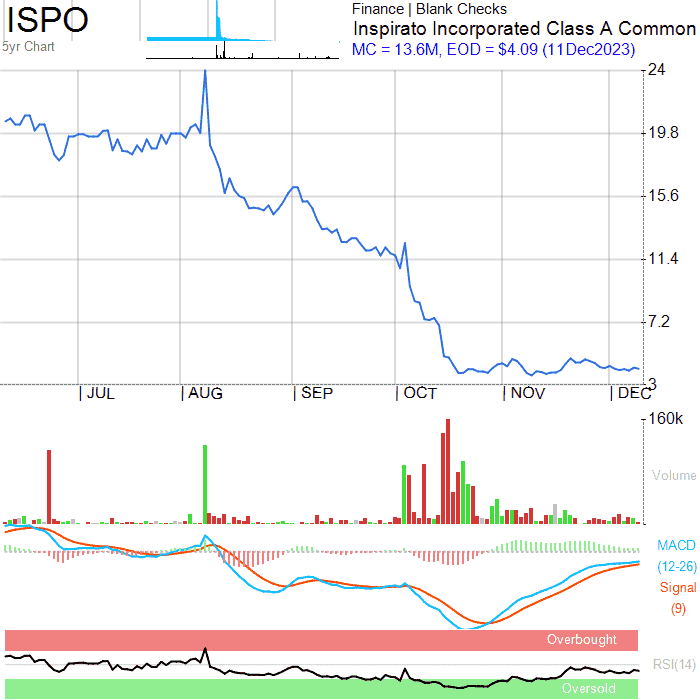 ISPO
5yr Chart
Finance | Blank Checks
Inspirato Incorporated Class A Common
MC = 13.6M, EOD = $4.09 (11Dec2023)
24
19.8
15.6
11.4
7.2
3
| JUL | AUG | SEP | OCT | NOV | DEC
160k
Volume
MACD
(12-26)
Signal
(9)
Overbought
RSI(14)
Oversold